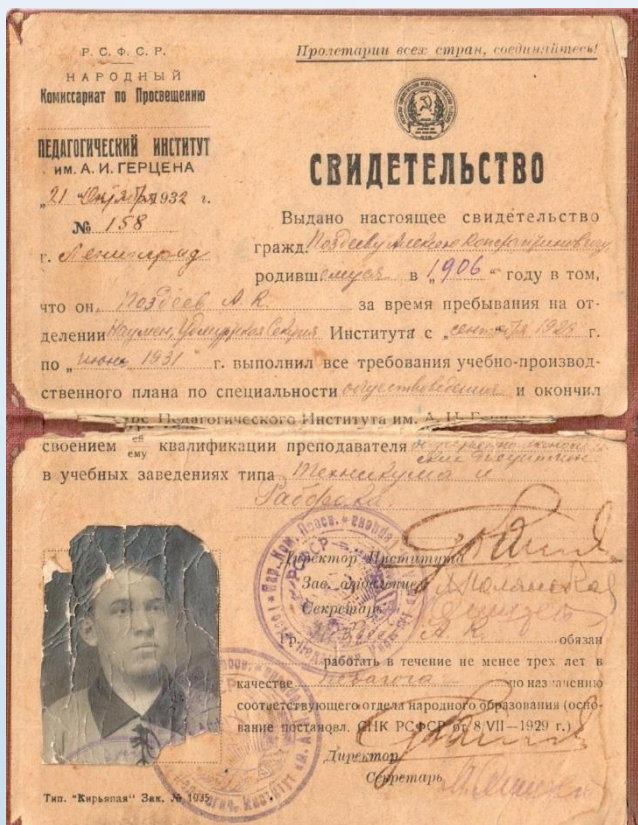 Р. С. Ф. С. Р.
НАРОДНЫЙ
Комиссариат по Просвещению
ПЕДАГОГИЧЕСКИЙ ИНСТИТУТ
ИМ. А. И. ГЕРЦЕНА
„21 " Октября 1932 г.
№ 158
г. Ленинград
Пролетарии всех стран, соединяйтесь!
СВИДЕТЕЛЬСТВО
Выдано настоящее свидетельство
гражд. Поздееву Алексею
родившемуся в „1906 " году в том,
что он, Поздеев А. К. за время пребывания на от-
делении Института с „сентября г.
по „июнь 1931 " г. выполнил все требования учебно-производ-
ственного плана по специальности обществоведения и окончил
Педагогического Института им. А. И.
своением ей ему квалификации преподавателя
в учебных заведениях типа Техникума и
Рабфака
Директор Института
Зав. отделением
Секретарь
Гр. Поздеев А. К. обязан
работать в течение не менее трех лет в
качестве педагога по назначению
соответствующего отдела народного образования (осно-
вание постановл. СНК РСФСР от 8/VII—1929 г.)
Директор
Секретарь
Тип. "Кирьяпая" Зак. № 1935